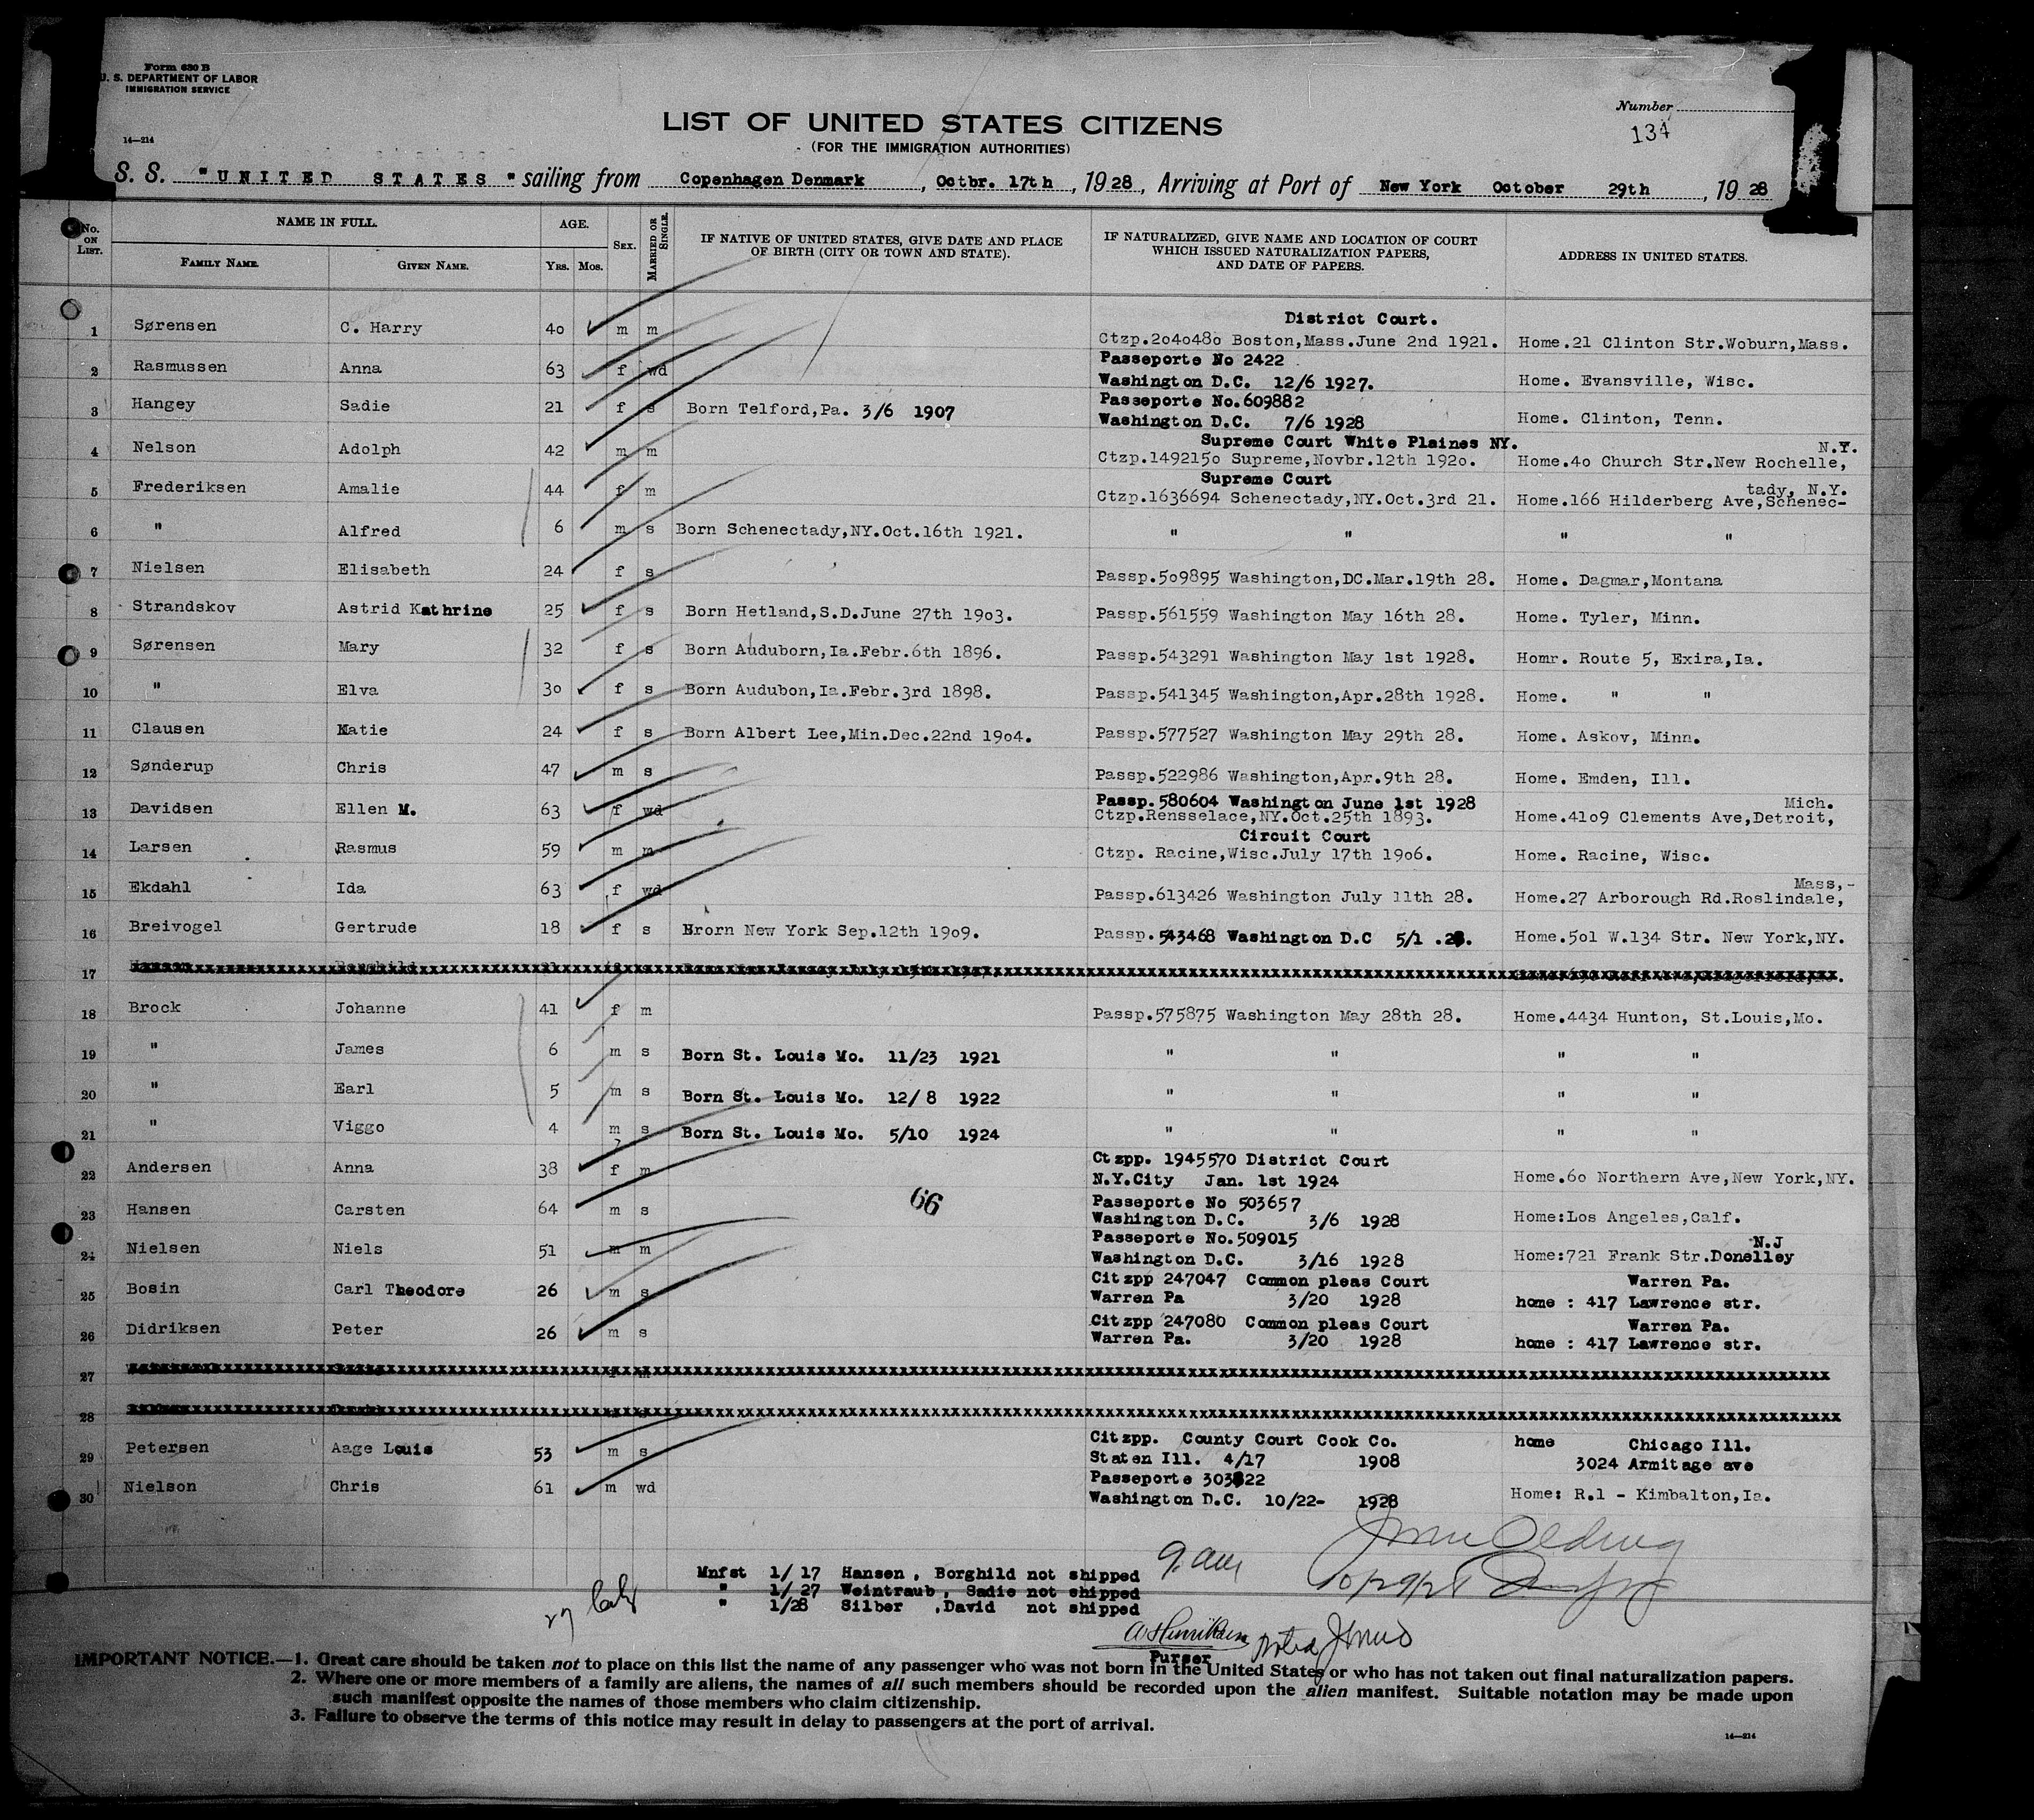 Form 630 B
U. S. DEPARTMENT OF LABOR
IMMIGRATION SERVICE
14—214
Number
134
LIST OF UNITED STATES CITIZENS
(FOR THE IMMIGRATION AUTHORITIES)
S. S. "UNITED STATES" sailing from Copenhagen Denmark, Octbr. 17th, 1928, Arriving at Port of New York October 29th, 1928
No. ON LIST. NAME IN FULL. AGE. SEX. MARRIED OR SINGLE. IF NATIVE OF UNITED STATES, GIVE DATE AND PLACE OF BIRTH (CITY OR TOWN AND STATE). IF NATURALIZED, GIVE NAME AND LOCATION OF COURT WHICH ISSUED NATURALIZATION PAPERS, AND DATE OF PAPERS. ADDRESS IN UNITED STATES.
FAMILY NAME. GIVEN NAME. YRS. MOS.
District Court.
1 Sørensen C. Harry 40 m m Ctzp.2040480 Boston,Mass.June 2nd 1921. Home.21 Clinton Str.Woburn,Mass.
Passeporte No 2422
2 Rasmussen Anna 63 f wd Washington D.C. 12/6 1927. Home. Evansville, Wisc.
Passeporte No.609882
3 Hangey Sadie 21 f s Born Telford,Pa. 3/6 1907 Washington D.C. 7/6 1928 Home. Clinton, Tenn.
Supreme Court White Plaines NY. N.Y.
4 Nelson Adolph 42 m m Ctzp.1492150 Supreme,Novbr.12th 1920. Home.40 Church Str.New Rochelle,
Supreme Court tady, N.Y.
5 Frederiksen Amalie 44 f m Ctzp.1636694 Schenectady,NY.Oct.3rd 21. Home.166 Hilderberg Ave,Schenec-
6 " Alfred 6 m s Born Schenectady,NY.Oct.16th 1921. " " " "
7 Nielsen Elisabeth 24 f s Passp.509895 Washington,DC.Mar.19th 28. Home. Dagmar,Montana
8 Strandskov Astrid Kathrine 25 f s Born Hetland,S.D.June 27th 1903. Passp.561559 Washington May 16th 28. Home. Tyler, Minn.
9 Sørensen Mary 32 f s Born Auduborn,Ia.Febr.6th 1896. Passp.543291 Washington May 1st 1928. Homr. Route 5, Exira,Ia.
10 " Elva 30 f s Born Audubon,Ia.Febr.3rd 1898. Passp.541345 Washington,Apr.28th 1928. Home. " "
11 Clausen Katie 24 f s Born Albert Lee,Min.Dec.22nd 1904. Passp.577527 Washington May 29th 28. Home. Askov, Minn.
12 Sønderup Chris 47 m s Passp.522986 Washington,Apr.9th 28. Home. Emden, Ill.
Passp.580604 Washington June 1st 1928 Mich.
13 Davidsen Ellen M. 63 f wd Ctzp.Rensselace,NY.Oct.25th 1893. Home.4109 Clements Ave,Detroit,
Circuit Court
14 Larsen Rasmus 59 m m Ctzp. Racine,Wisc.July 17th 1906. Home. Racine, Wisc.
Mass,-
15 Ekdahl Ida 63 f wd Passp.613426 Washington July 11th 28. Home.27 Arborough Rd.Roslindale,
16 Breivogel Gertrude 18 f s Brorn New York Sep.12th 1909. Passp.543468 Washington D.C 5/1 .28. Home.501 W.134 Str. New York,NY.
17
18 Brock Johanne 41 f m Passp.575875 Washington May 28th 28. Home.4434 Hunton, St.Louis,Mo.
19 " James 6 m s Born St. Louis Mo. 11/23 1921 " " " "
20 " Earl 5 m s Born St. Louis Mo. 12/ 8 1922 " " " "
21 " Viggo 4 m s Born St. Louis Mo. 5/10 1924 " " " "
Ctzpp. 1945570 District Court
22 Andersen Anna 38 f m N.Y.City Jan. 1st 1924 Home.60 Northern Ave,New York,NY.
66
Passeporte No 503657
23 Hansen Carsten 64 m s Washington D.C. 3/6 1928 Home:Los Angeles,Calf.
Passeporte No.509015 N.J
24 Nielsen Niels 51 m m Washington D.C. 3/16 1928 Home:721 Frank Str.Donelley
Citzpp 247047 Common pleas Court Warren Pa.
25 Bosin Carl Theodore 26 m s Warren Pa 3/20 1928 home : 417 Lawrence str.
Citzpp 247080 Common pleas Court Warren Pa.
26 Didriksen Peter 26 m s Warren Pa. 3/20 1928 home : 417 Lawrence str.
27
28
Citzpp. County Court Cook Co. home Chicago Ill.
29 Petersen Aage Louis 53 m s Staten Ill. 4/17 1908 3024 Armitage ave
Passeporte 303822
30 Nielson Chris 61 m wd Washington D.C. 10/22- 1928 Home: R.1 - Kimbalton,Ia.
Mnfst 1/ 17 Hansen, Borghild not shipped
" 1/ 27 Weintraub, Sadie not shipped
" 1/28 Silber ,David not shipped
10/29/28
27
Purser
IMPORTANT NOTICE.—1. Great care should be taken not to place on this list the name of any passenger who was not born in the United States or who has not taken out final naturalization papers.
2. Where one or more members of a family are aliens, the names of all such members should be recorded upon the alien manifest. Suitable notation may be made upon
such manifest opposite the names of those members who claim citizenship.
3. Failure to observe the terms of this notice may result in delay to passengers at the port of arrival.
14—214